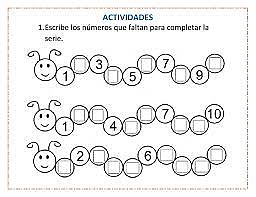 ACTIVIDADES
1. Escribe los números que faltan para completar la
serie.
1 3 5 7 9
1 4 7 10
2 6